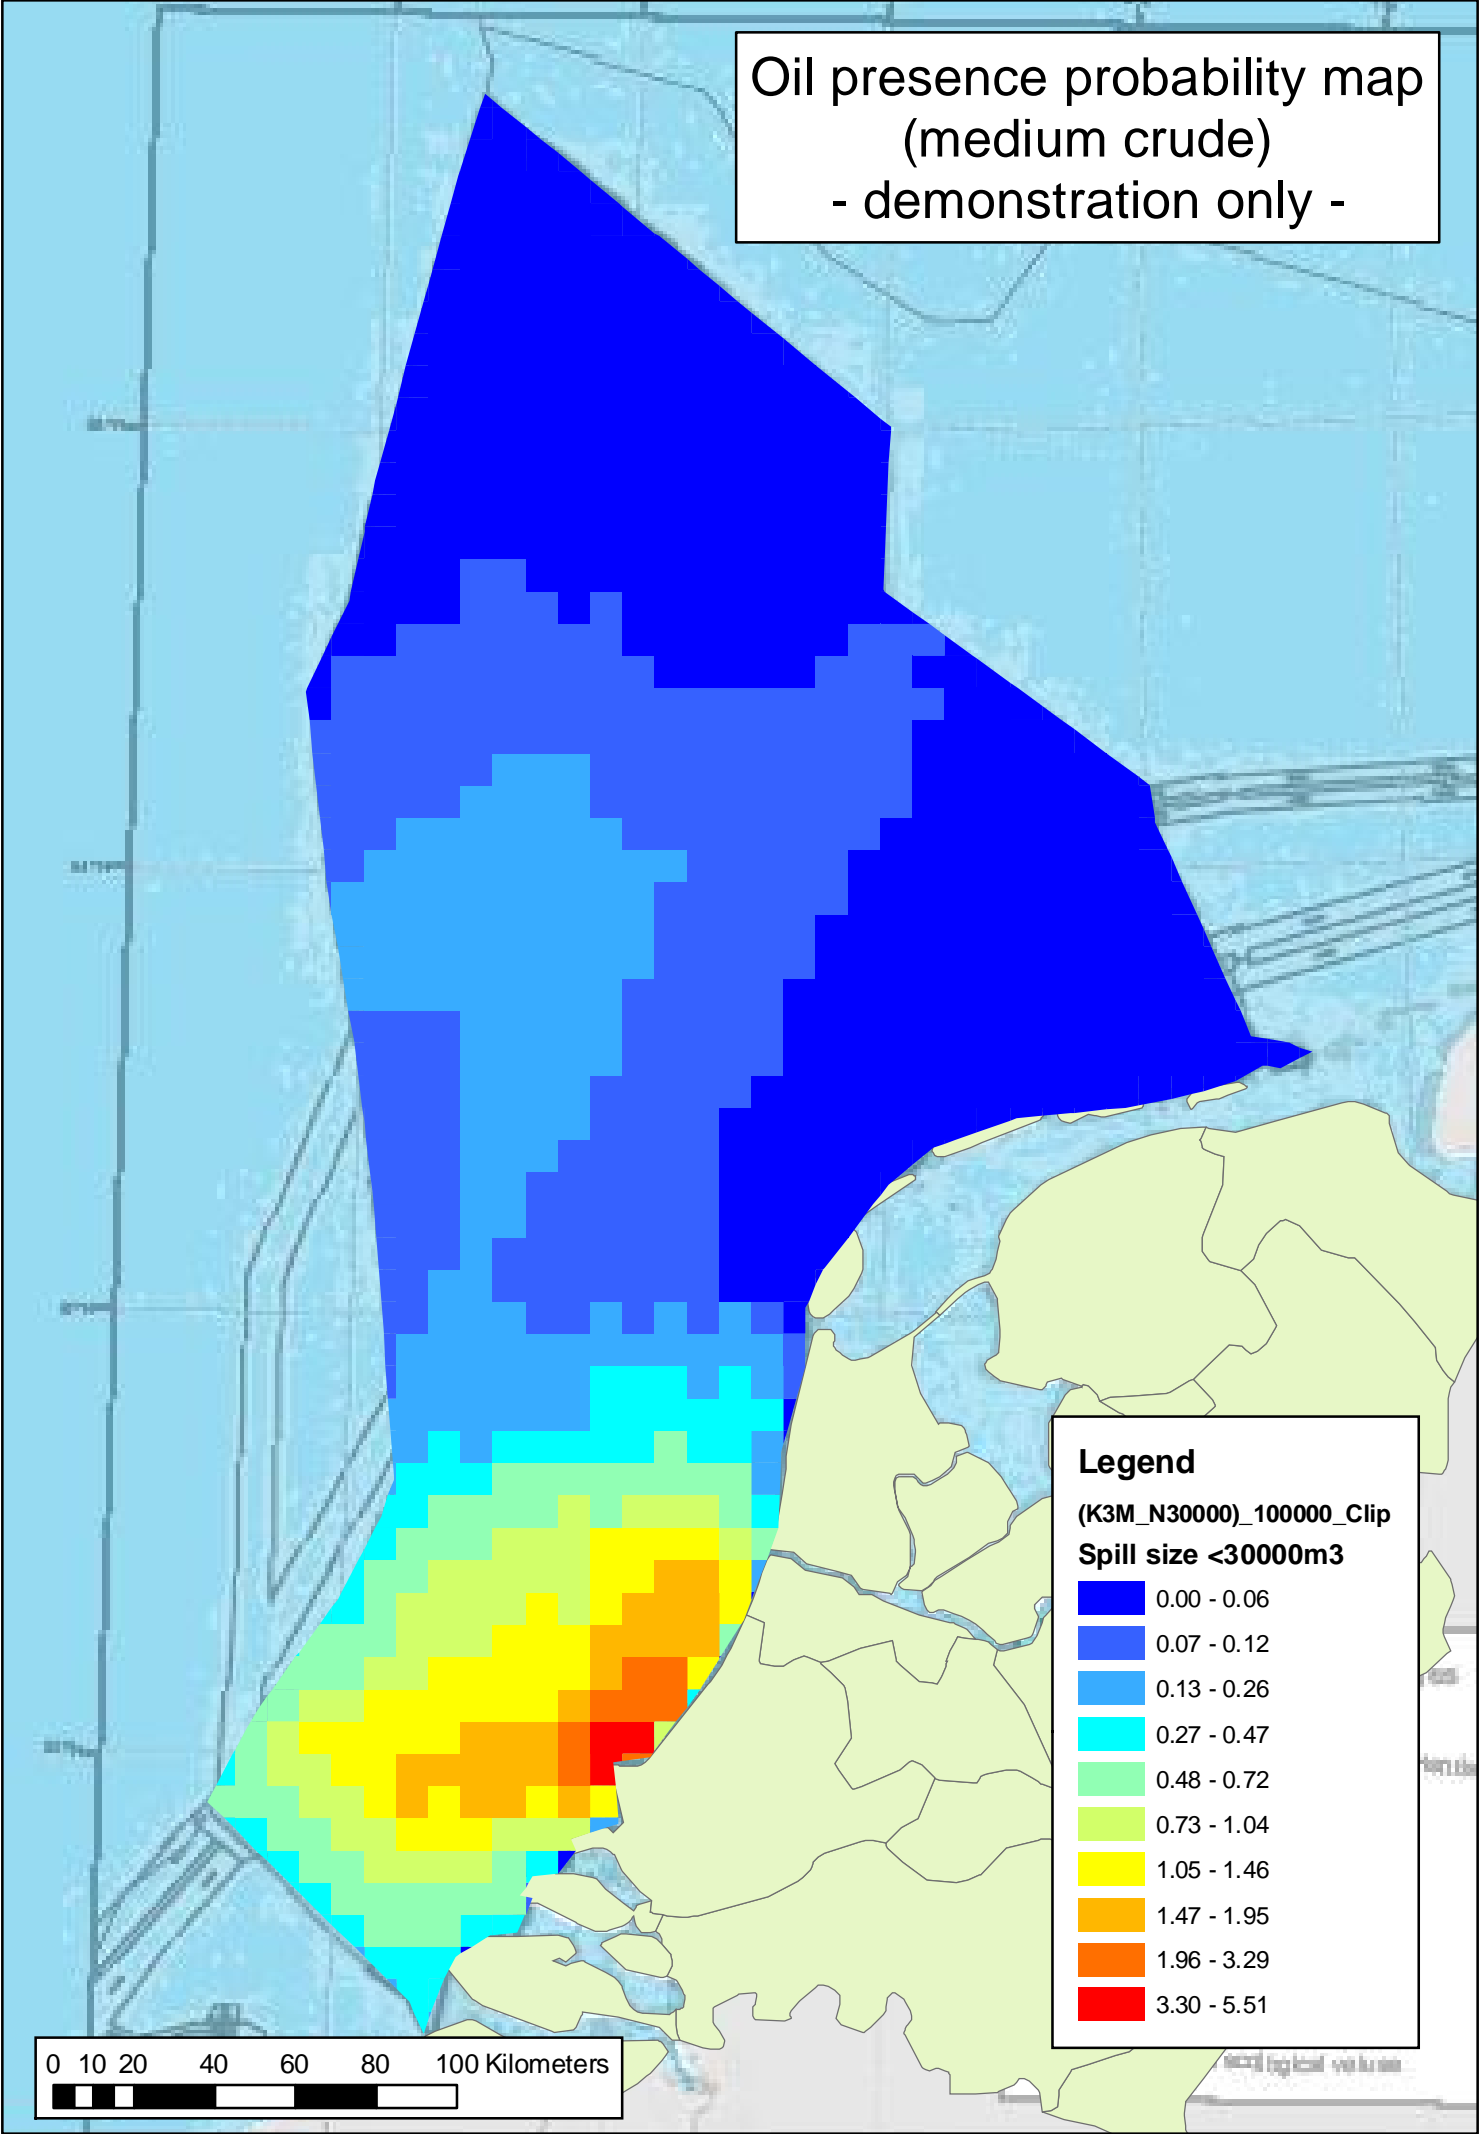 Oil presence probability map
(medium crude)
- demonstration only -
Legend
(K3M_N30000)_100000_Clip
Spill size <30000m3
0.00 - 0.06
0.07 - 0.12
0.13 - 0.26
0.27 - 0.47
0.48 - 0.72
0.73 - 1.04
1.05 - 1.46
1.47 - 1.95
1.96 - 3.29
3.30 - 5.51
0 10 20 40 60 80 100 Kilometers